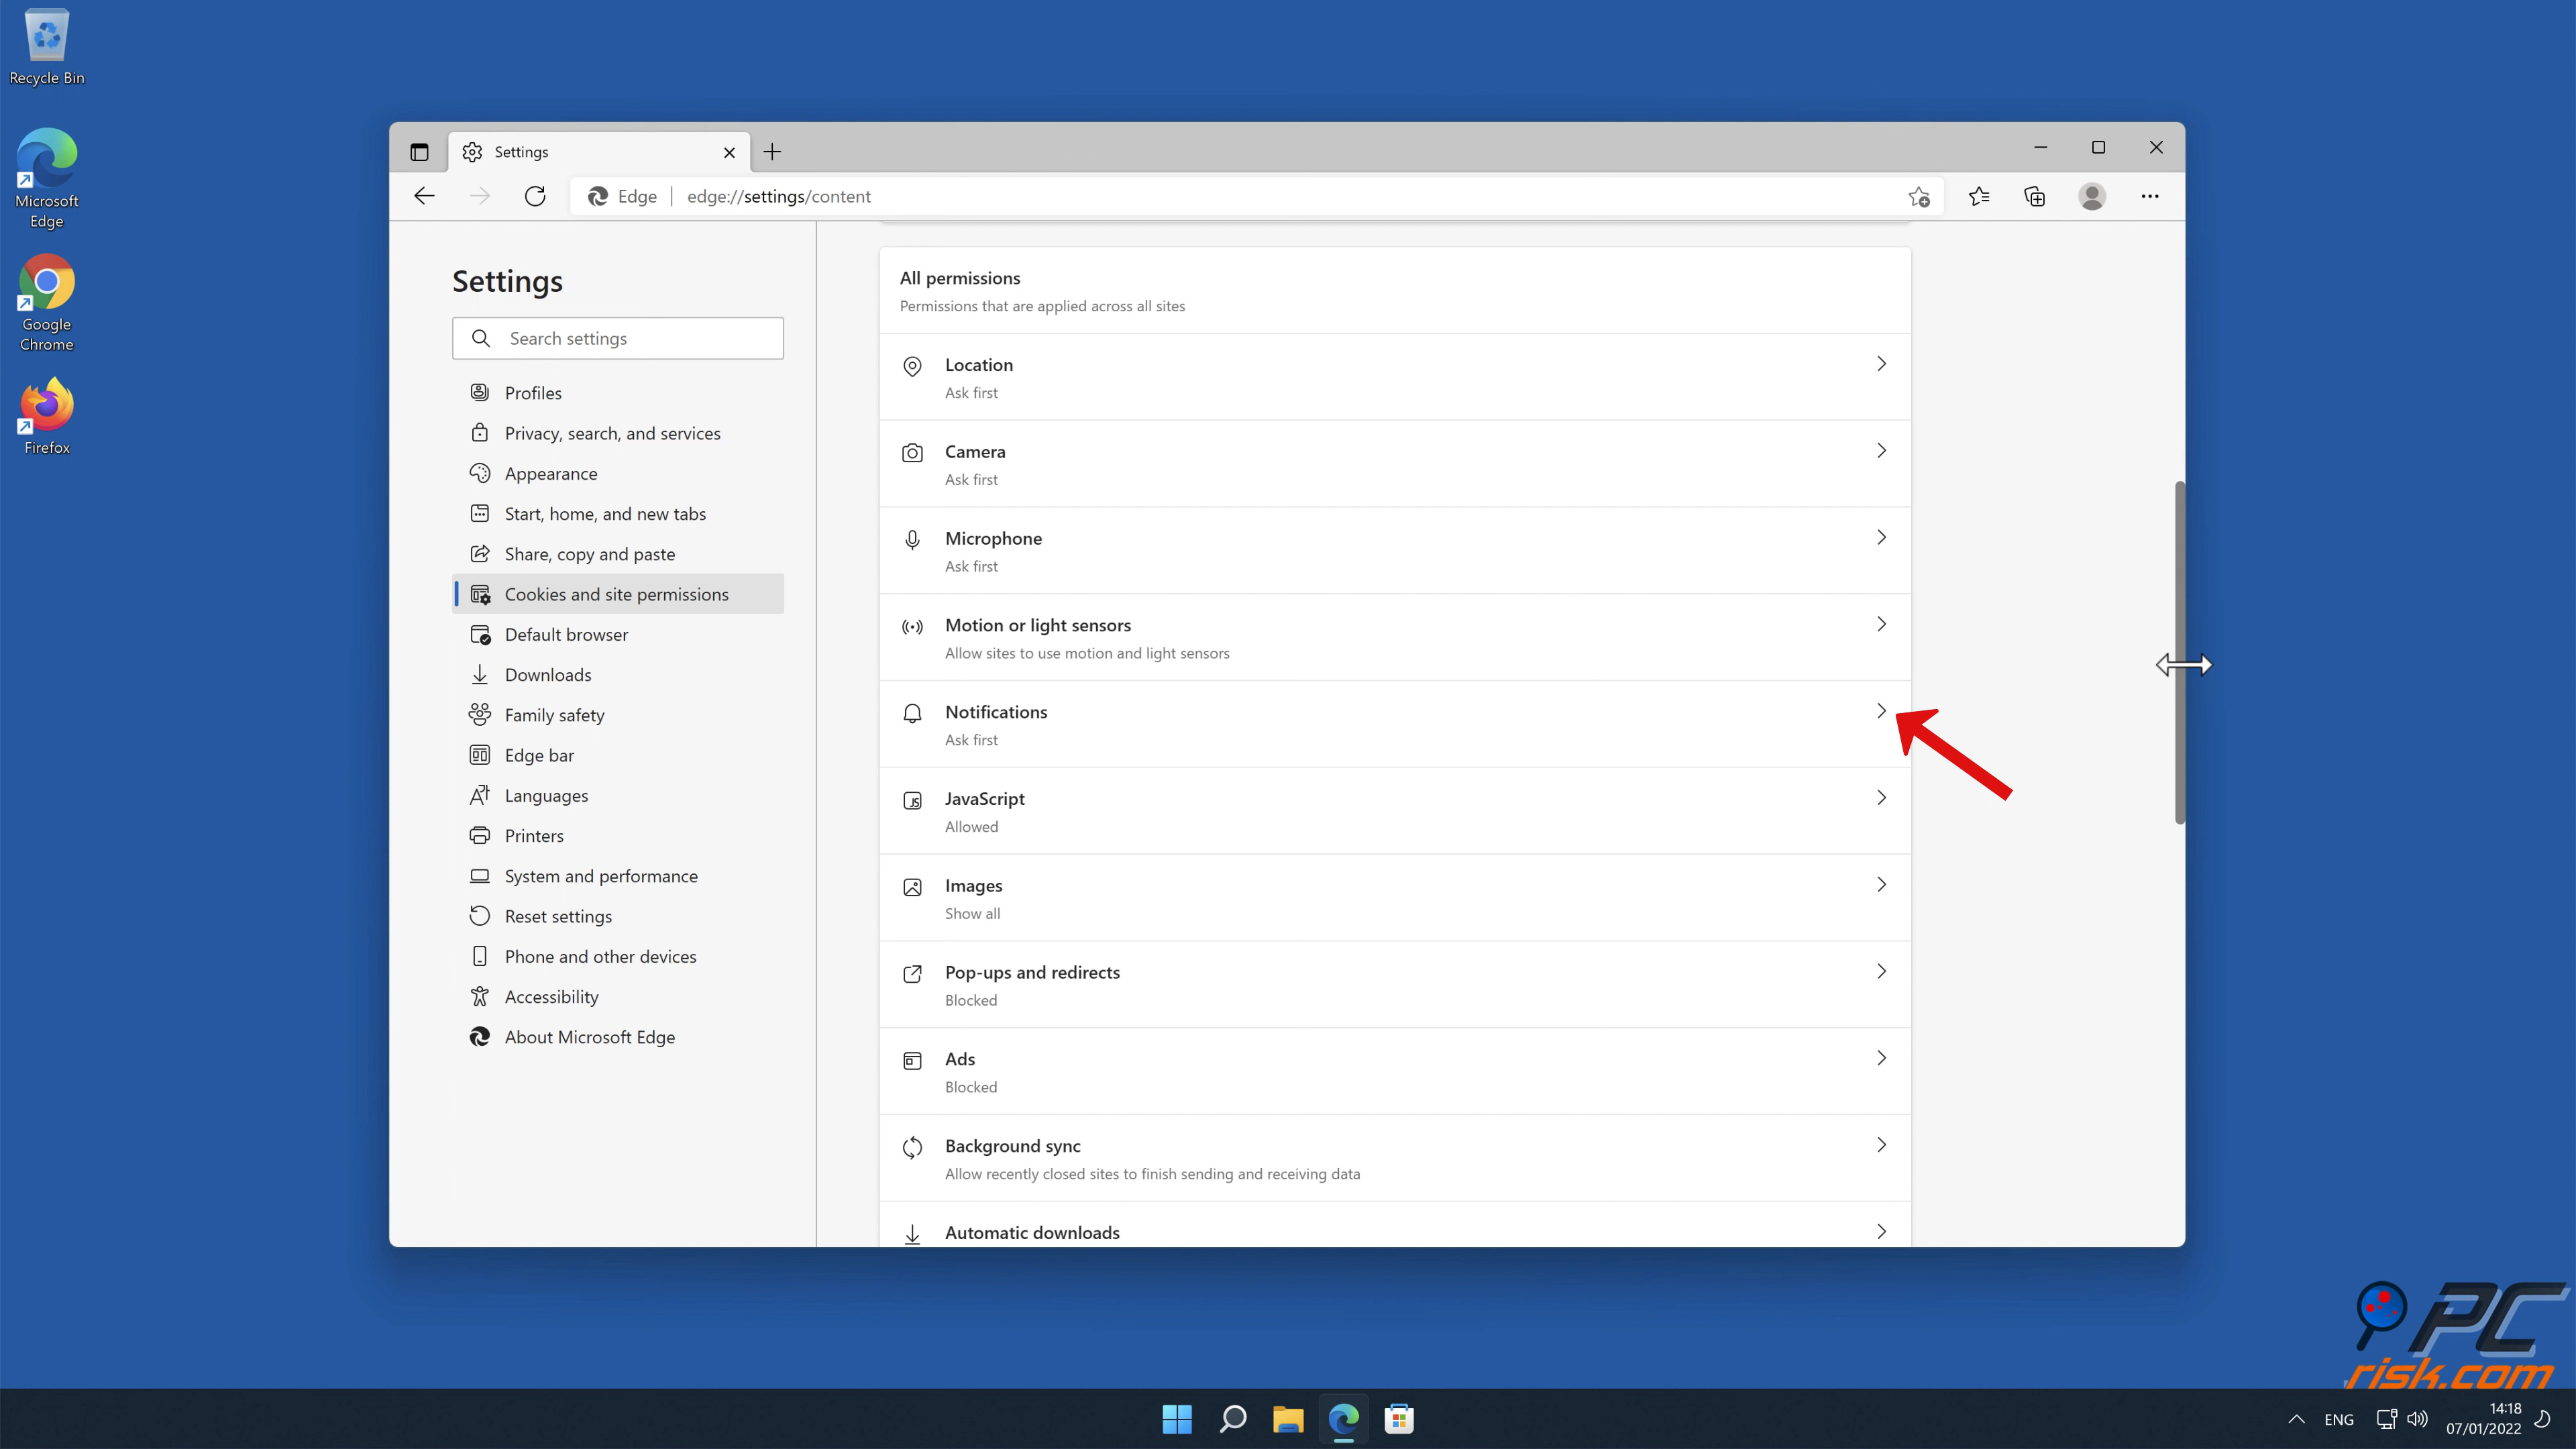 Recycle Bin
Microsoft
Edge
Google
Chrome
Firefox
Settings
Edge
edge://settings/content
Settings
Search settings
Profiles
Privacy, search, and services
Appearance
Start, home, and new tabs
Share, copy and paste
Cookies and site permissions
Default browser
Downloads
Family safety
Edge bar
Languages
Printers
System and performance
Reset settings
Phone and other devices
Accessibility
About Microsoft Edge
All permissions
Permissions that are applied across all sites
Location
Ask first
Camera
Ask first
Microphone
Ask first
Motion or light sensors
Allow sites to use motion and light sensors
Notifications
Ask first
JavaScript
Allowed
Images
Show all
Pop-ups and redirects
Blocked
Ads
Blocked
Background sync
Allow recently closed sites to finish sending and receiving data
Automatic downloads
PC
risk.com
ENG
14:18
07/01/2022